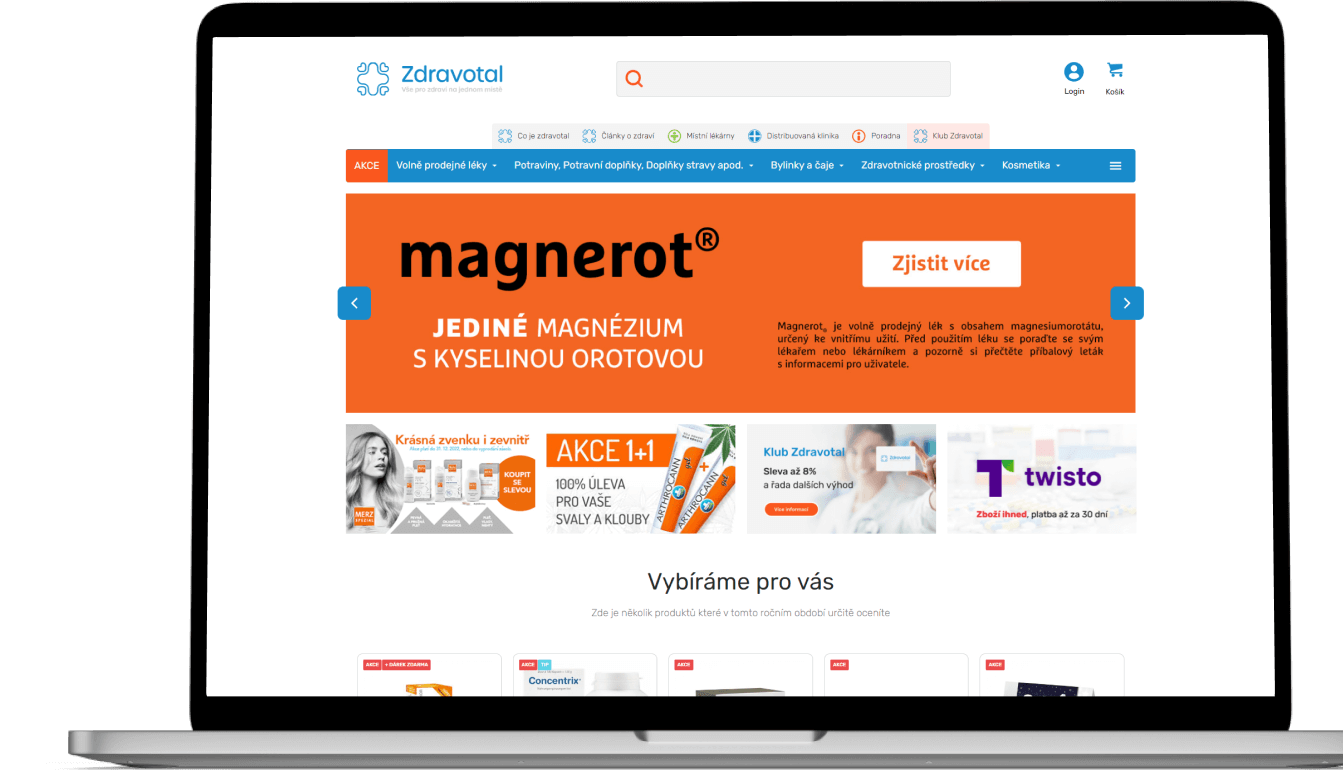 Zdravotal
Vše pro zdraví na jednom místě
Login
Košík
Co je zdravotal
Články o zdraví
Místní lékárny
Distribuovaná klinika
Poradna
Klub Zdravotal
AKCE
Volně prodejné léky
Potraviny, Potravní doplňky, Doplňky stravy apod.
Bylinky a čaje
Zdravotnické prostředky
Kosmetika
magnerot®
JEDINÉ MAGNÉZIUM
S KYSELINOU OROTOVOU
Zjistit více
Magnerot® je volně prodejný lék s obsahem magnesiumorotátu,
určený ke vnitřímu užití. Před použitím léku se poraďte se svým
lékařem nebo lékárníkem a pozorně si přečtěte příbalový leták
s informacemi pro uživatele.
Krásná zvenku i zevnitř
KOUPIT
SE
SLEVOU
MERZ
SPEZIAL
AKCE 1+1
100% ÚLEVA
PRO VAŠE
SVALY A KLOUBY
ARTHROCANN
gel
ARTHROCANN
gel
Klub Zdravotal
Sleva až 8%
a řada dalších výhod
Více informací
Zdravotal
twisto
Zboží ihned, platba až za 30 dní
Vybíráme pro vás
Zde je několik produktů které v tomto ročním období určitě oceníte
AKCE
+ DÁREK ZDARMA
AKCE
TIP
Concentrix
AKCE
AKCE
AKCE